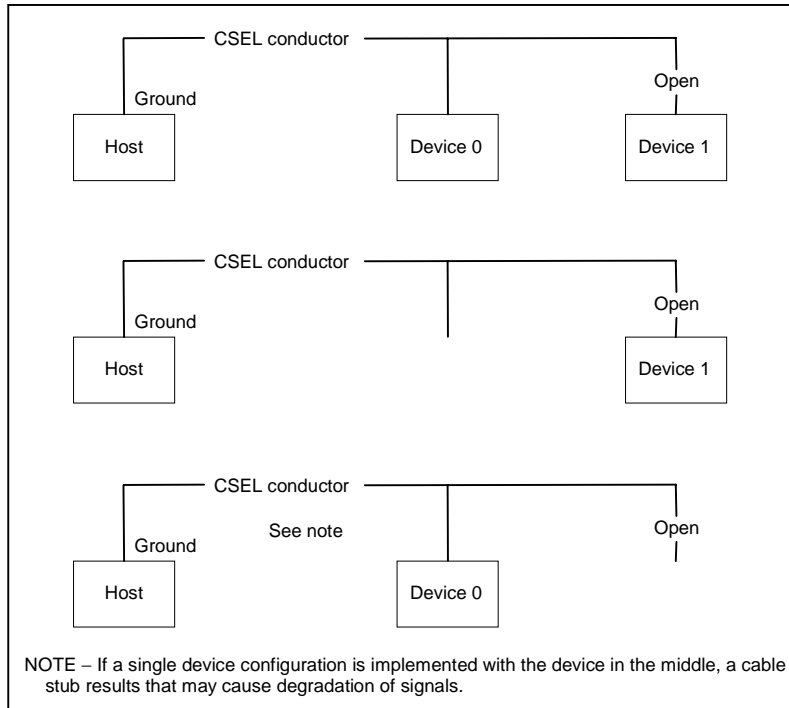 CSEL conductor
Open
Ground
Host
Device 0
Device 1
CSEL conductor
Open
Ground
Host
Device 1
CSEL conductor
See note
Open
Ground
Host
Device 0
NOTE – If a single device configuration is implemented with the device in the middle, a cable
stub results that may cause degradation of signals.